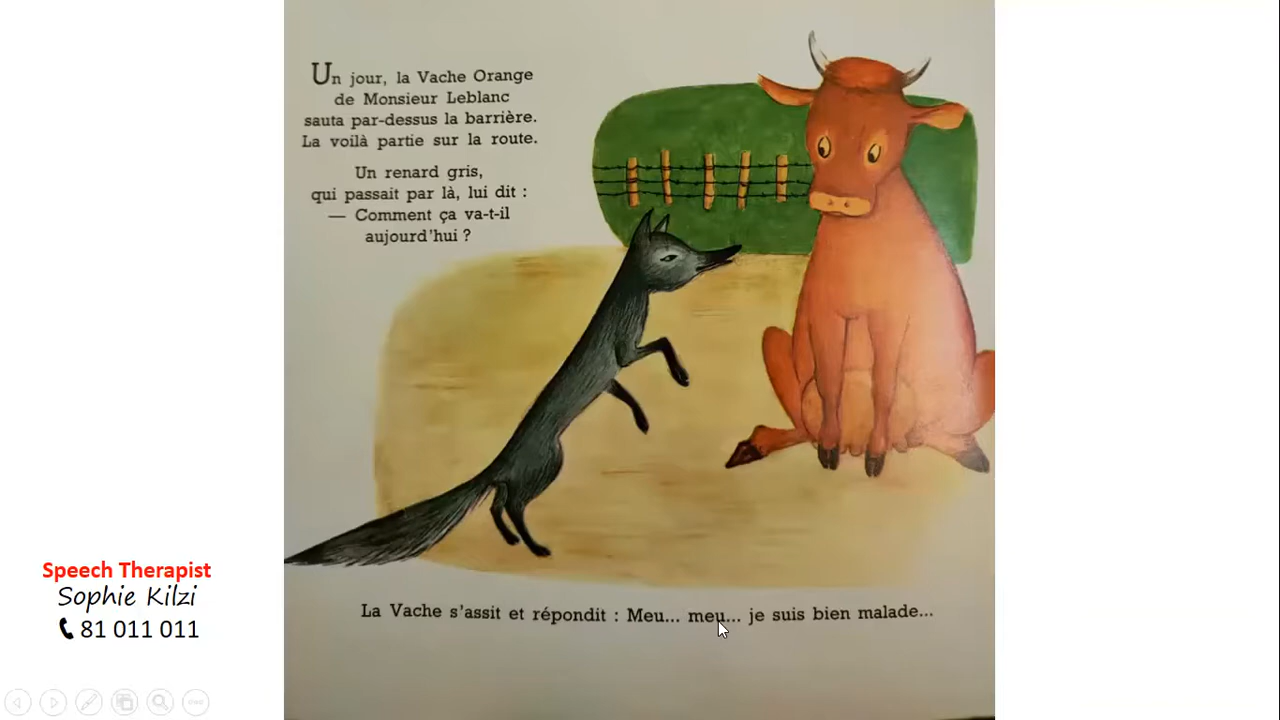 Un jour, la Vache Orange
de Monsieur Leblanc
sauta par-dessus la barrière.
La voilà partie sur la route.
Un renard gris,
qui passait par là, lui dit :
— Comment ça va-t-il
aujourd'hui ?
La Vache s'assit et répondit : Meu... meu... je suis bien malade...
Speech Therapist
Sophie Kilzi
81 011 011